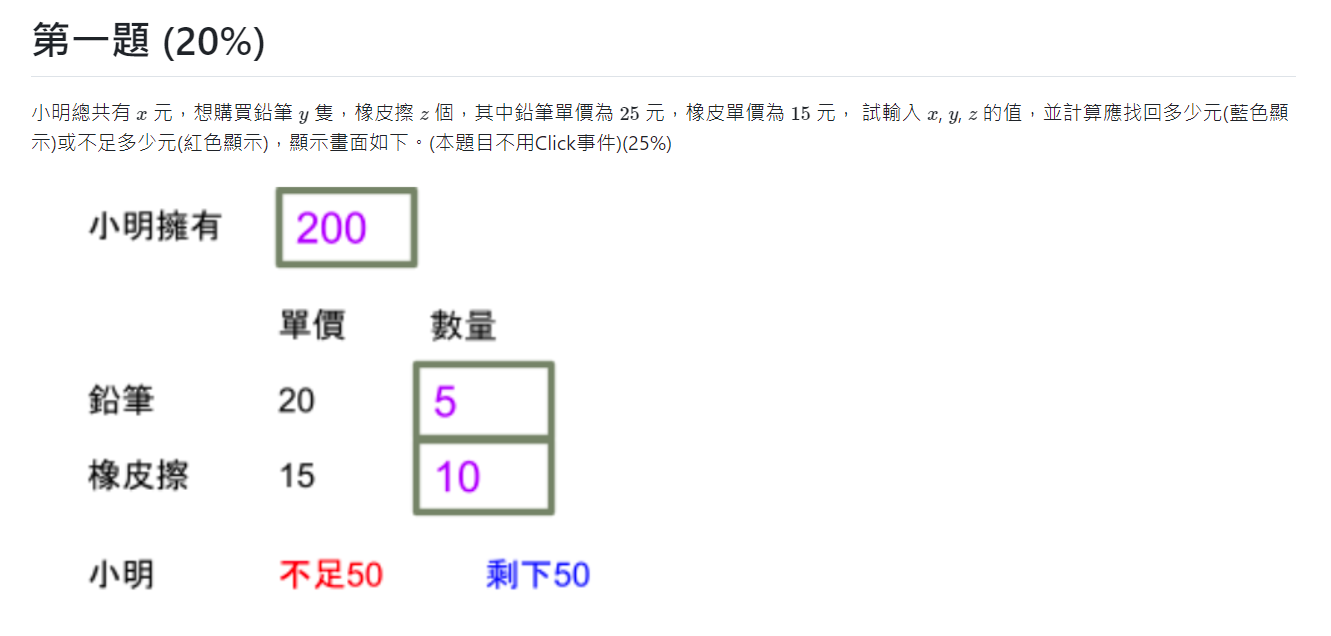 第一題 (20%)
小明總共有 x 元，想購買鉛筆 y 隻，橡皮擦 z 個，其中鉛筆單價為 25 元，橡皮單價為 15 元， 試輸入 x, y, z 的值，並計算應找回多少元(藍色顯
示)或不足多少元(紅色顯示)，顯示畫面如下。(本題目不用Click事件)(25%)
小明擁有 200
單價 數量
鉛筆 20 5
橡皮擦 15 10
小明 不足50 剩下50